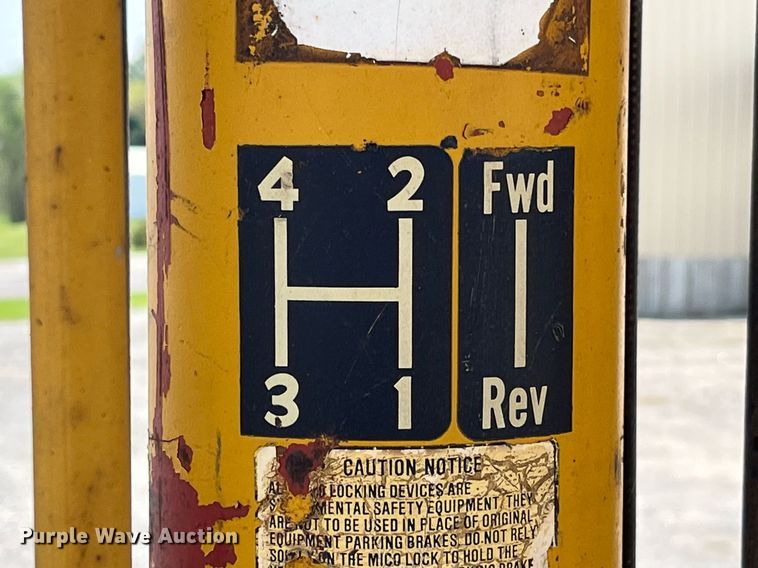 4 2 Fwd
3 1 Rev
CAUTION NOTICE
LOCKING DEVICES ARE
MENTAL SAFETY EQUIPMENT. THEY
ARE NOT TO BE USED IN PLACE OF ORIGINAL
EQUIPMENT PARKING BRAKES. DO NOT RELY
ON THE MICO LOCK TO HOLD THE
BRAKE
Purple Wave Auction